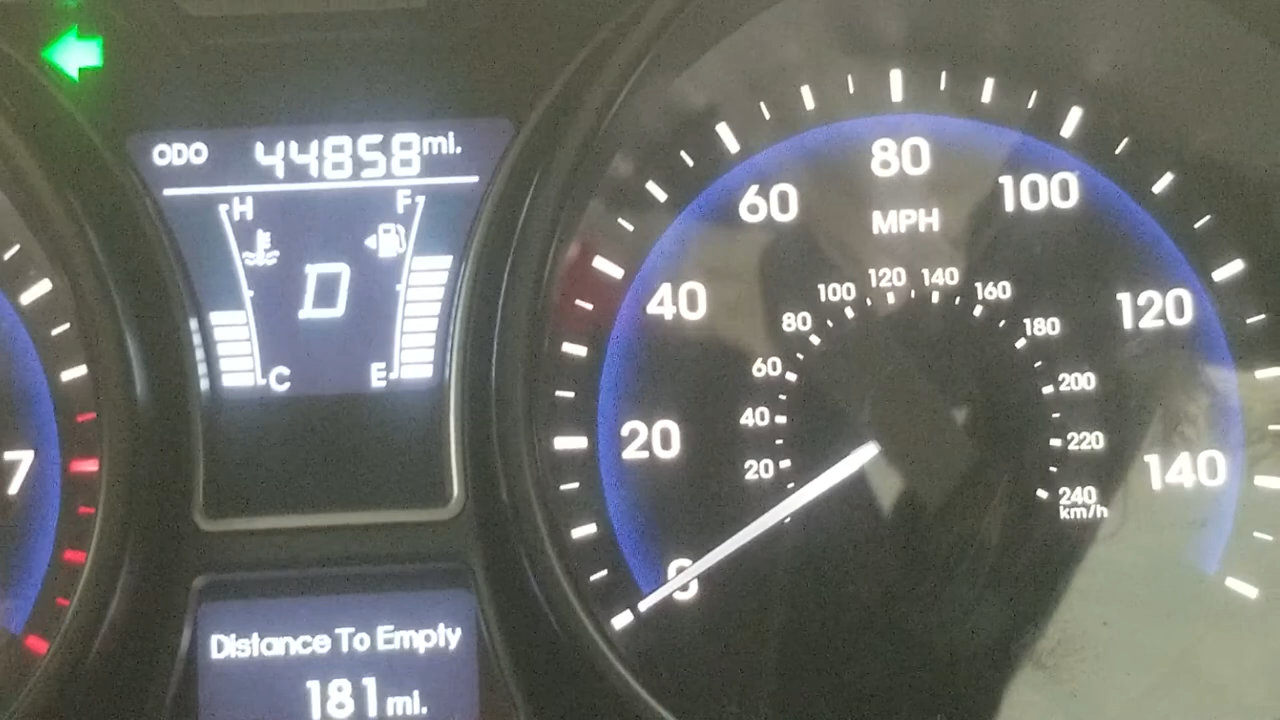 ODO 44858 mi.
H F
D
C E
7
Distance To Empty
181 mi.
0 20 40 60 80 100 120 140
MPH
20 40 60 80 100 120 140 160 180 200 220 240
km/h